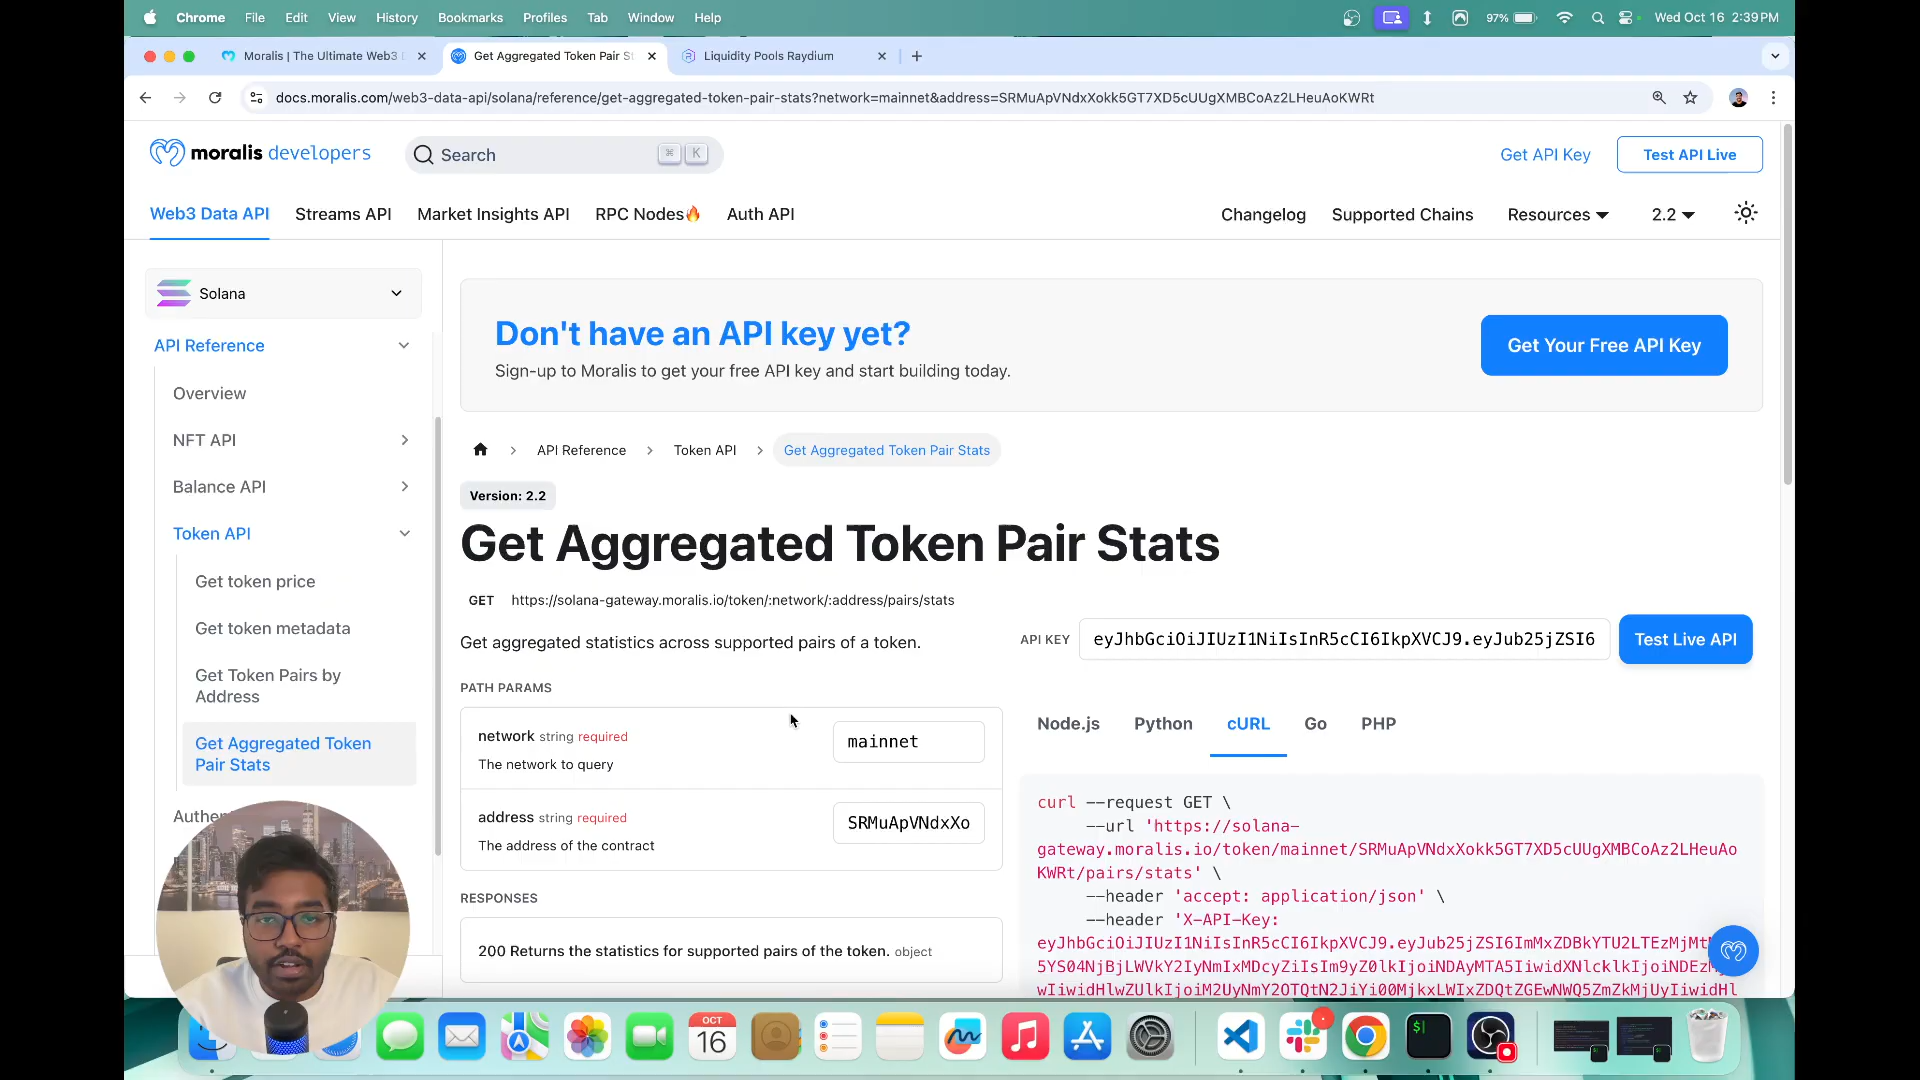 Chrome File Edit View History Bookmarks Profiles Tab Window Help 97% Wed Oct 16 2:39 PM
Moralis | The Ultimate Web3 Get Aggregated Token Pair St Liquidity Pools Raydium
docs.moralis.com/web3-data-api/solana/reference/get-aggregated-token-pair-stats?network=mainnet&address=SRMuApVNdxXokk5GT7XD5cUUgXMBCoAz2LHeuAoKWRt
moralis developers Search ⌘ K Get API Key Test API Live
Web3 Data API Streams API Market Insights API RPC Nodes🔥 Auth API Changelog Supported Chains Resources 2.2
Solana
API Reference
Overview
NFT API
Balance API
Token API
Get token price
Get token metadata
Get Token Pairs by
Address
Get Aggregated Token
Pair Stats
Don't have an API key yet?
Sign-up to Moralis to get your free API key and start building today.
Get Your Free API Key
API Reference Token API Get Aggregated Token Pair Stats
Version: 2.2
Get Aggregated Token Pair Stats
GET https://solana-gateway.moralis.io/token/:network/:address/pairs/stats
Get aggregated statistics across supported pairs of a token.
PATH PARAMS
network string required
mainnet
The network to query
address string required
SRMuApVNdxXo
The address of the contract
RESPONSES
200 Returns the statistics for supported pairs of the token. object
API KEY eyJhbGciOiJIUzI1NiIsInR5cCI6IkpXVCJ9.eyJub25jZSI6 Test Live API
Node.js Python cURL Go PHP
curl --request GET \
--url 'https://solana-
gateway.moralis.io/token/mainnet/SRMuApVNdxXokk5GT7XD5cUUgXMBCoAz2LHeuAo
KWRt/pairs/stats' \
--header 'accept: application/json' \
--header 'X-API-Key:
OCT
16